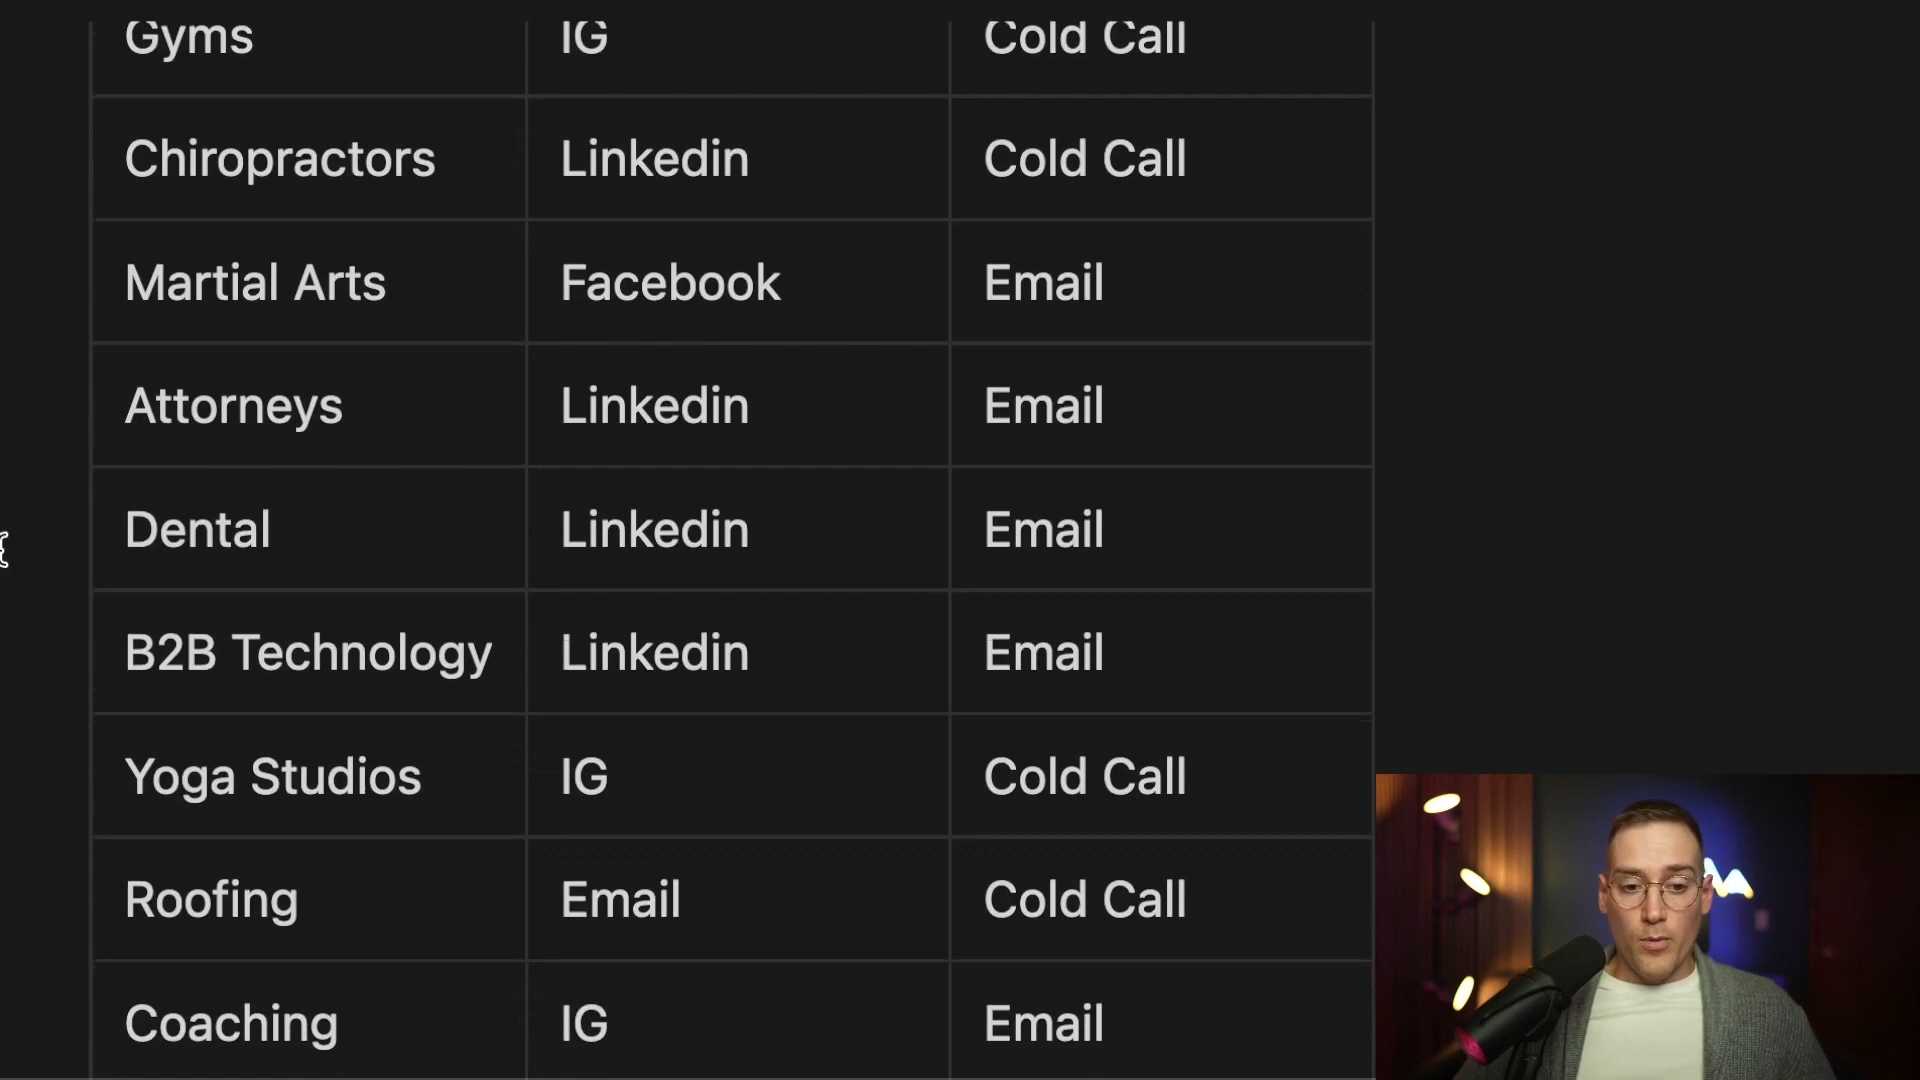 Gyms IG Cold Call
Chiropractors Linkedin Cold Call
Martial Arts Facebook Email
Attorneys Linkedin Email
Dental Linkedin Email
B2B Technology Linkedin Email
Yoga Studios IG Cold Call
Roofing Email Cold Call
Coaching IG Email